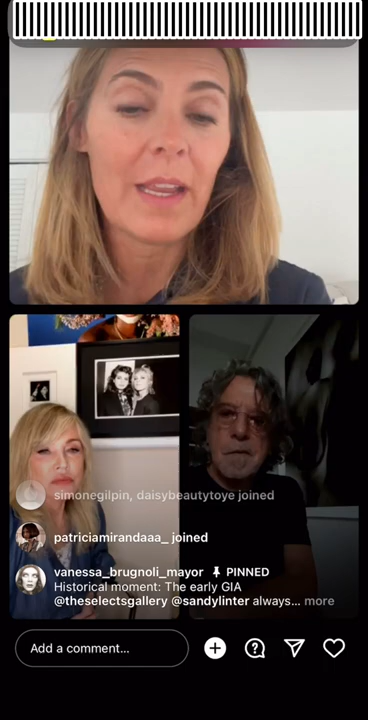 simonegilpin, daisybeautytoye joined
patriciamirandaaa_ joined
vanessa_brugnoli_mayor PINNED
Historical moment: The early GIA
@theselectsgallery @sandylinter always... more
Add a comment...